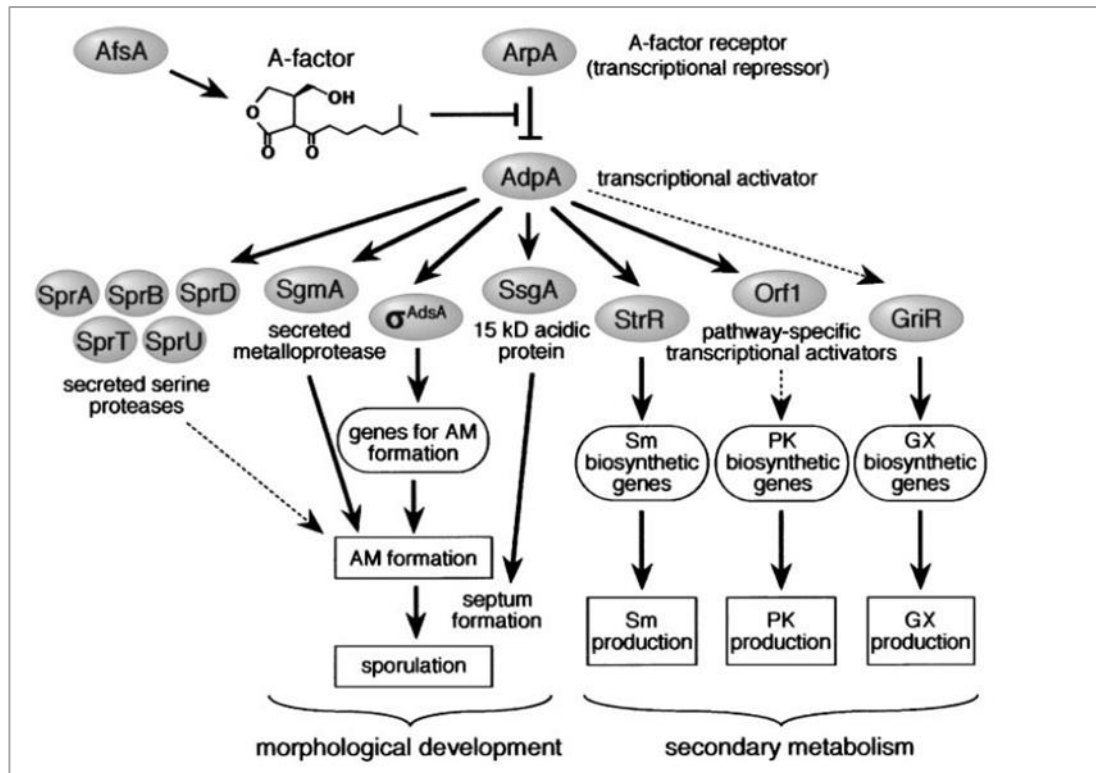 AfsA
A-factor
OH
O
O
O
ArpA
A-factor receptor
(transcriptional repressor)
AdpA
transcriptional activator
SprA
SprB
SprD
SprT
SprU
secreted serine
proteases
SgmA
secreted
metalloprotease
σAdsA
SsgA
15 kD acidic
protein
StrR
Orf1
pathway-specific
transcriptional activators
GriR
genes for AM
formation
Sm
biosynthetic
genes
PK
biosynthetic
genes
GX
biosynthetic
genes
AM formation
septum
formation
sporulation
Sm
production
PK
production
GX
production
morphological development
secondary metabolism